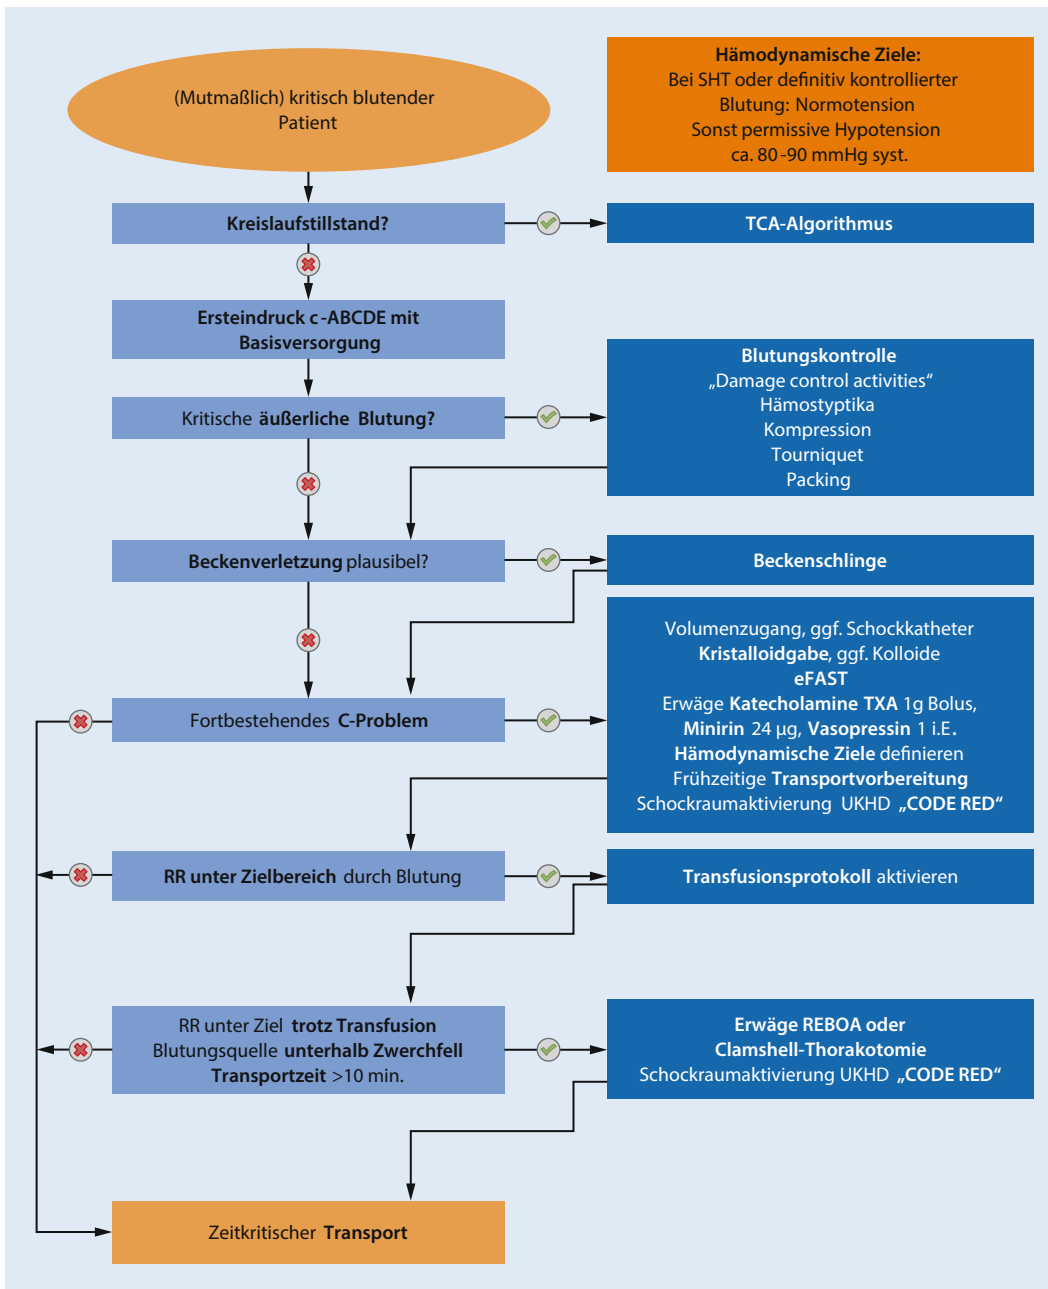 (Mutmaßlich) kritisch blutender
Patient
Hämodynamische Ziele:
Bei SHT oder definitiv kontrollierter
Blutung: Normotension
Sonst permissive Hypotension
ca. 80-90 mmHg syst.
Kreislaufstillstand?
TCA-Algorithmus
Ersteindruck c-ABCDE mit
Basisversorgung
Kritische äußerliche Blutung?
Blutungskontrolle
„Damage control activities“
Hämostyptika
Kompression
Tourniquet
Packing
Beckenverletzung plausibel?
Beckenschlinge
Fortbestehendes C-Problem
Volumenzugang, ggf. Schockkatheter
Kristalloidgabe, ggf. Kolloide
eFAST
Erwäge Katecholamine TXA 1g Bolus,
Minirin 24 µg, Vasopressin 1 i.E.
Hämodynamische Ziele definieren
Frühzeitige Transportvorbereitung
Schockraumaktivierung UKHD „CODE RED“
RR unter Zielbereich durch Blutung
Transfusionsprotokoll aktivieren
RR unter Ziel trotz Transfusion
Blutungsquelle unterhalb Zwerchfell
Transportzeit >10 min.
Erwäge REBOA oder
Clamshell-Thorakotomie
Schockraumaktivierung UKHD „CODE RED“
Zeitkritischer Transport